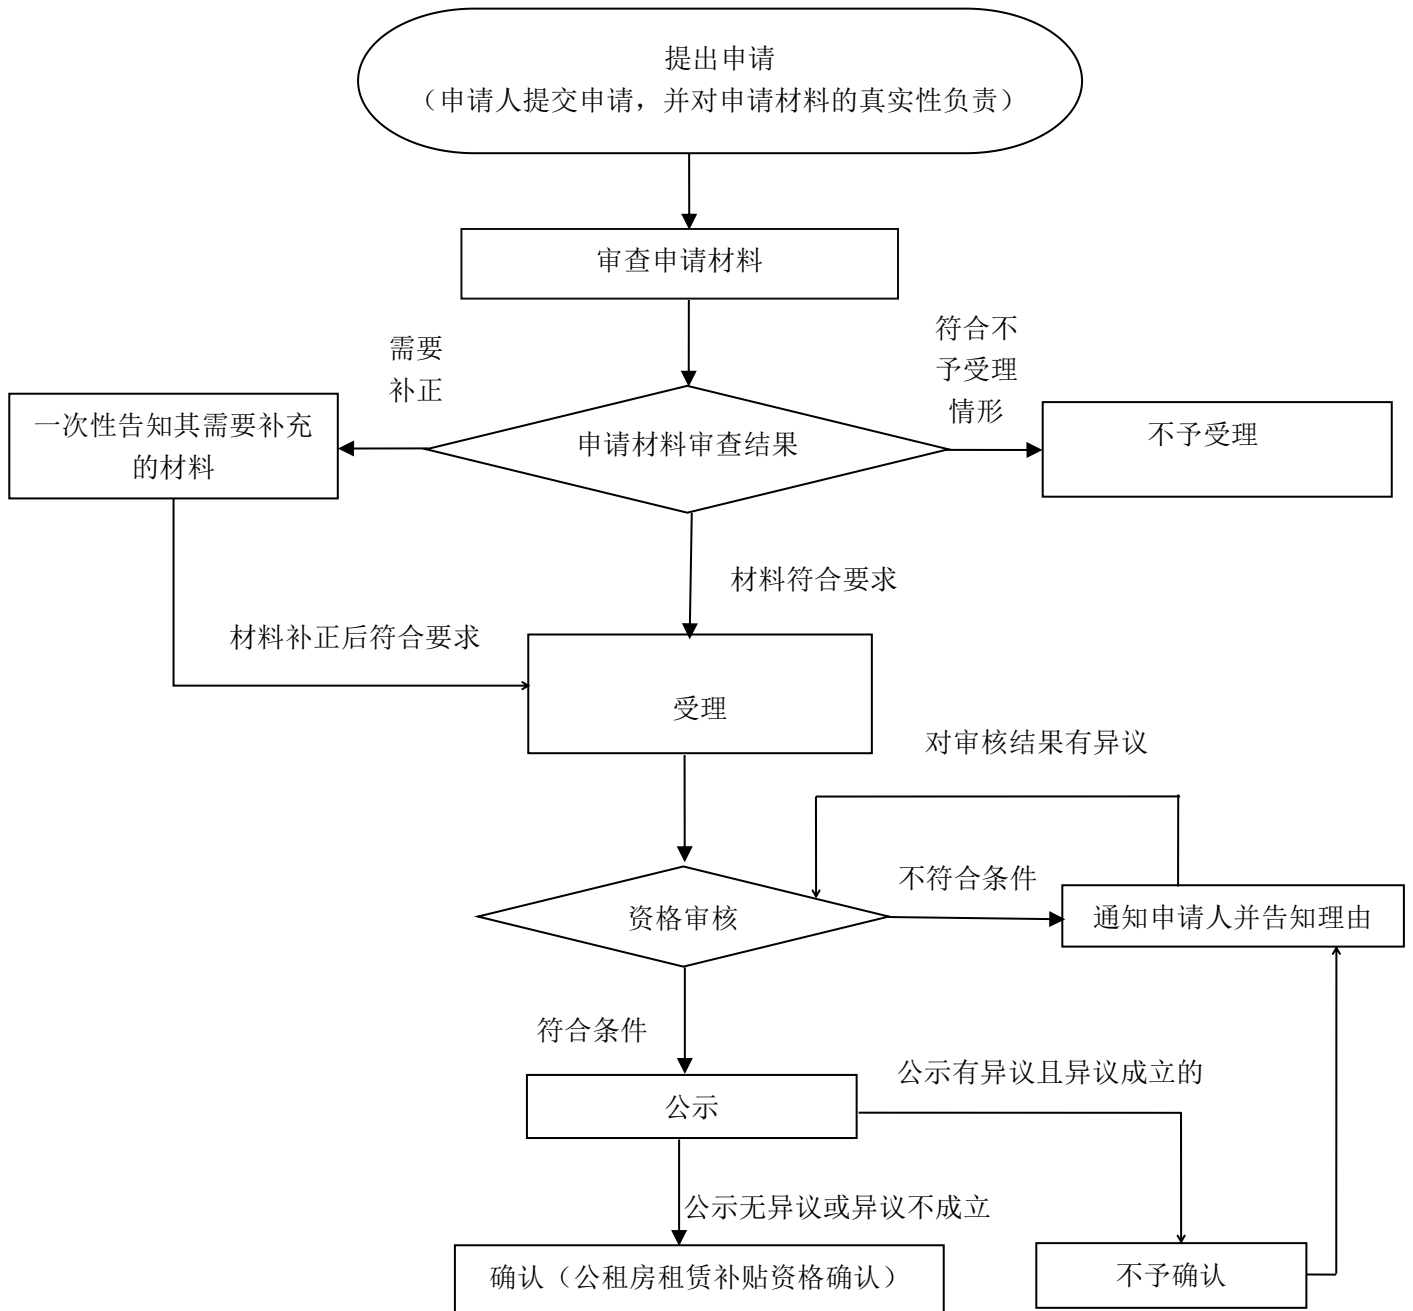 提出申请
（申请人提交申请，并对申请材料的真实性负责）
审查申请材料
需要
补正
符合不
予受理
情形
一次性告知其需要补充
的材料
申请材料审查结果
不予受理
材料符合要求
材料补正后符合要求
受理
对审核结果有异议
不符合条件
资格审核
通知申请人并告知理由
符合条件
公示有异议且异议成立的
公示
公示无异议或异议不成立
确认（公租房租赁补贴资格确认）
不予确认